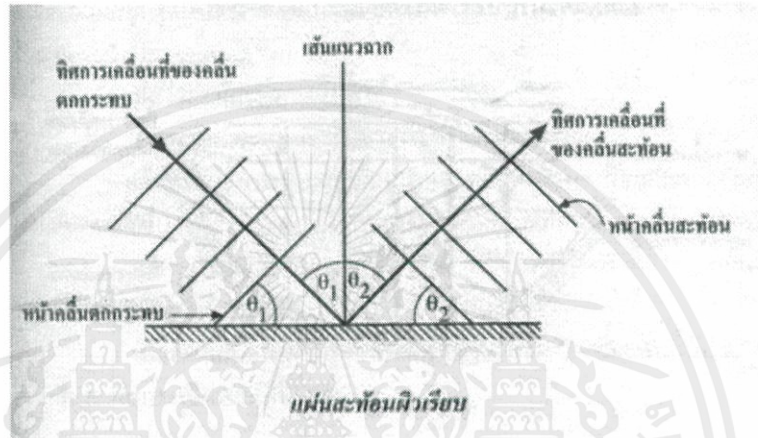 เส้นแนวฉาก
ทิศการเคลื่อนที่ของคลื่น
ตกกระทบ
ทิศการเคลื่อนที่
ของคลื่นสะท้อน
หน้าคลื่นสะท้อน
θ₁
θ₂
หน้าคลื่นตกกระทบ
θ₁
θ₂
แผ่นสะท้อนผิวเรียบ